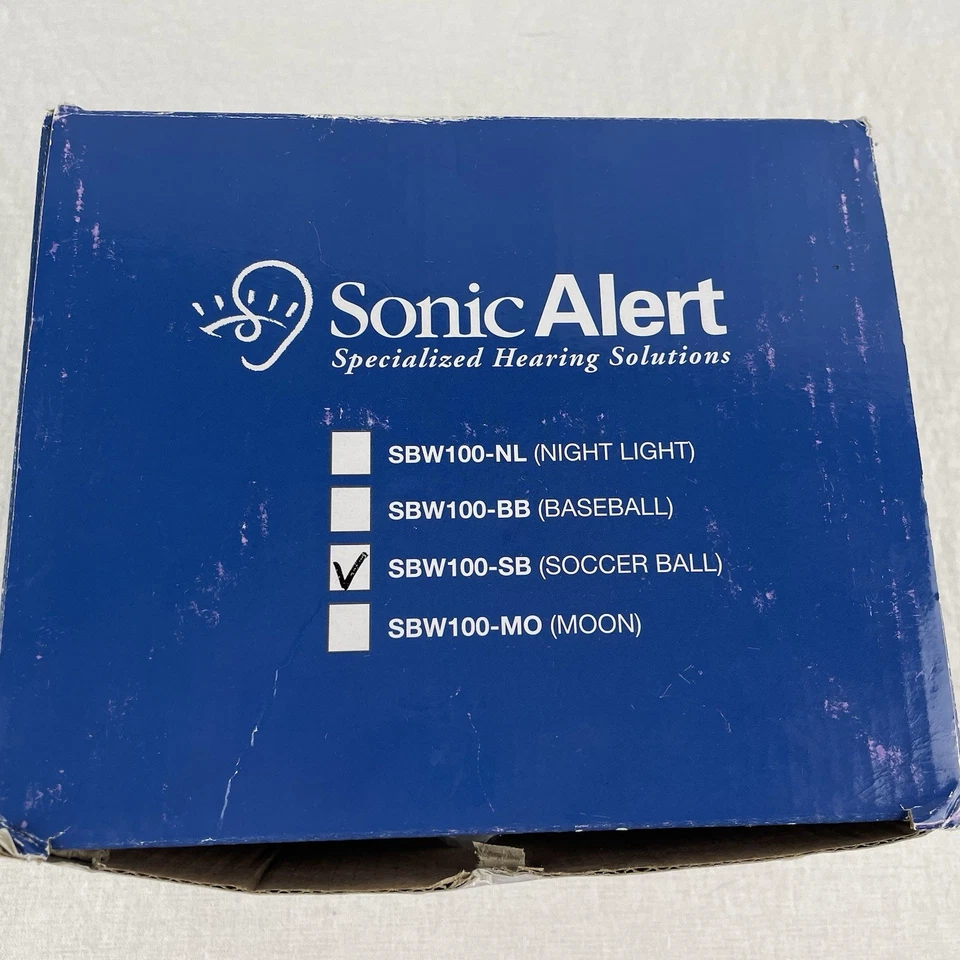 Sonic Alert
Specialized Hearing Solutions
SBW100-NL (NIGHT LIGHT)
SBW100-BB (BASEBALL)
SBW100-SB (SOCCER BALL)
SBW100-MO (MOON)